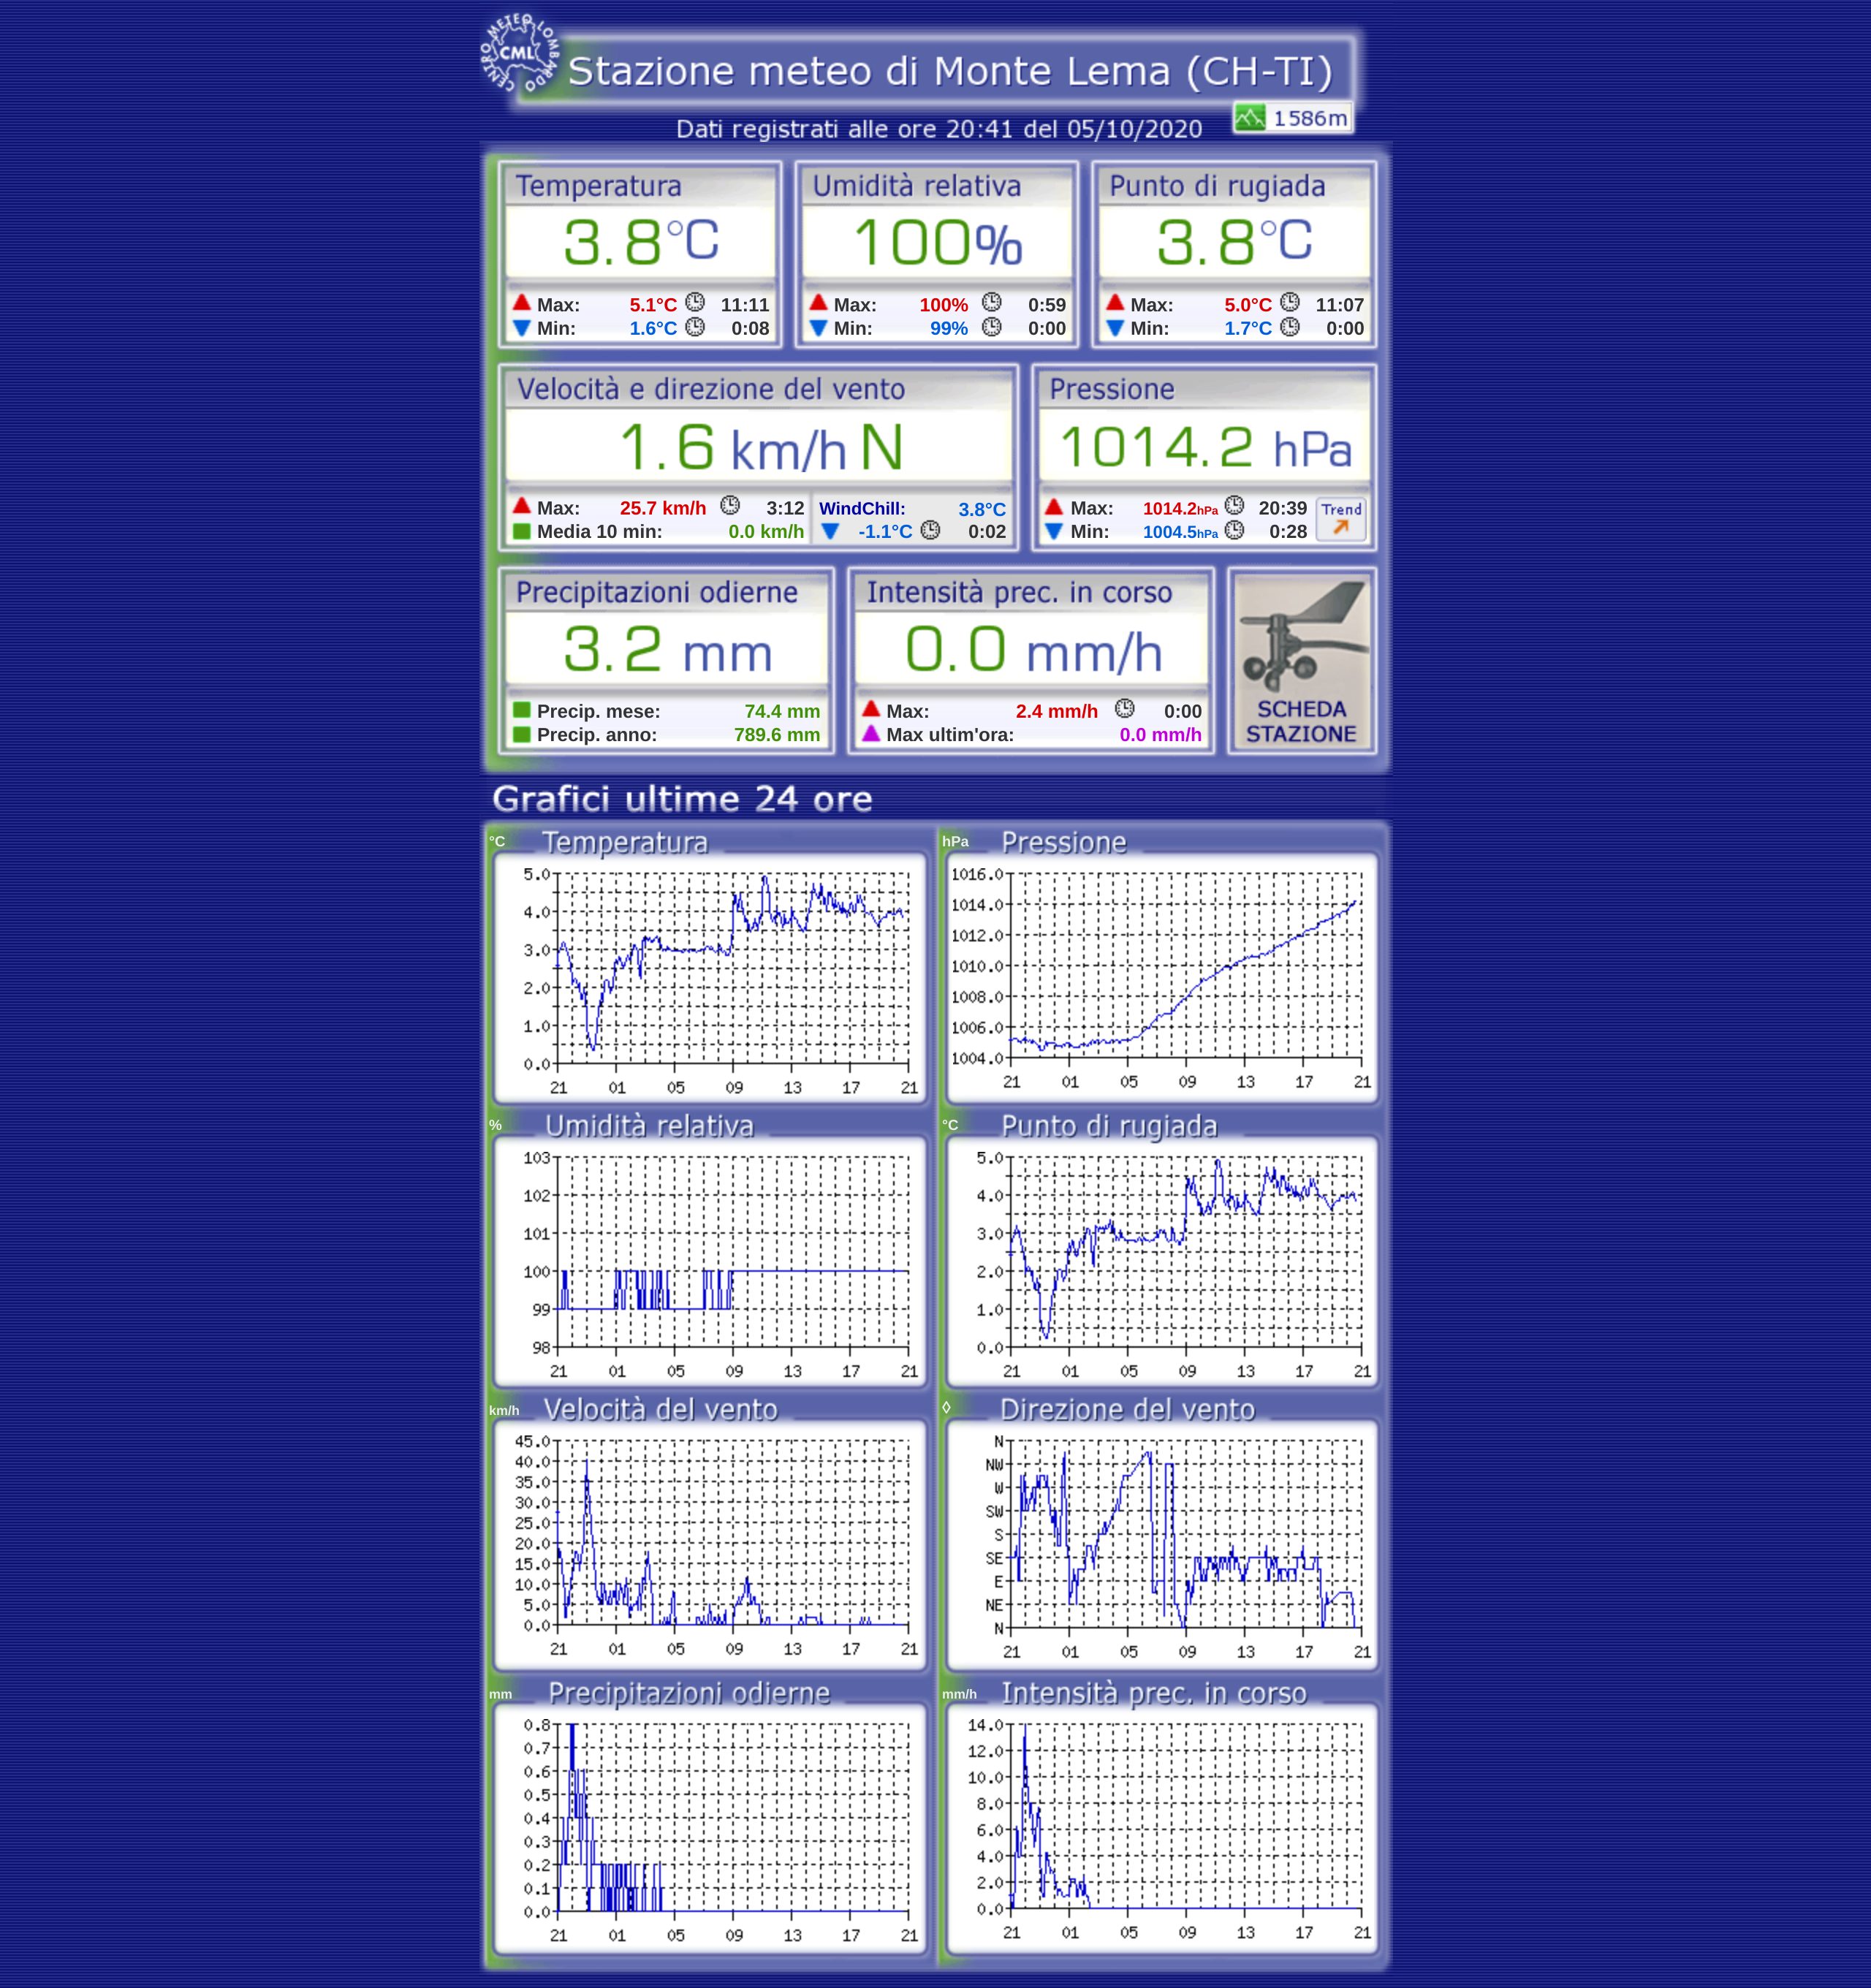 CENTRO METEO LOMBARDO
CML
Stazione meteo di Monte Lema (CH-TI)
1586m
Dati registrati alle ore 20:41 del 05/10/2020
Temperatura Umidità relativa Punto di rugiada
3.8°C 100% 3.8°C
Max: 5.1°C 11:11 Max: 100% 0:59 Max: 5.0°C 11:07
Min: 1.6°C 0:08 Min: 99% 0:00 Min: 1.7°C 0:00
Velocità e direzione del vento Pressione
1.6 km/h N 1014.2 hPa
Max: 25.7 km/h 3:12 WindChill: 3.8°C Max: 1014.2hPa 20:39 Trend
Media 10 min: 0.0 km/h -1.1°C 0:02 Min: 1004.5hPa 0:28
Precipitazioni odierne Intensità prec. in corso
3.2 mm 0.0 mm/h
Precip. mese: 74.4 mm Max: 2.4 mm/h 0:00 SCHEDA
Precip. anno: 789.6 mm Max ultim'ora: 0.0 mm/h STAZIONE
Grafici ultime 24 ore
°C Temperatura
5.0
4.0
3.0
2.0
1.0
0.0
21 01 05 09 13 17 21
hPa Pressione
1016.0
1014.0
1012.0
1010.0
1008.0
1006.0
1004.0
21 01 05 09 13 17 21
% Umidità relativa
103
102
101
100
99
98
21 01 05 09 13 17 21
°C Punto di rugiada
5.0
4.0
3.0
2.0
1.0
0.0
21 01 05 09 13 17 21
km/h Velocità del vento
45.0
40.0
35.0
30.0
25.0
20.0
15.0
10.0
5.0
0.0
21 01 05 09 13 17 21
◊ Direzione del vento
N
NW
W
SW
S
SE
E
NE
N
21 01 05 09 13 17 21
mm Precipitazioni odierne
0.8
0.7
0.6
0.5
0.4
0.3
0.2
0.1
0.0
21 01 05 09 13 17 21
mm/h Intensità prec. in corso
14.0
12.0
10.0
8.0
6.0
4.0
2.0
0.0
21 01 05 09 13 17 21